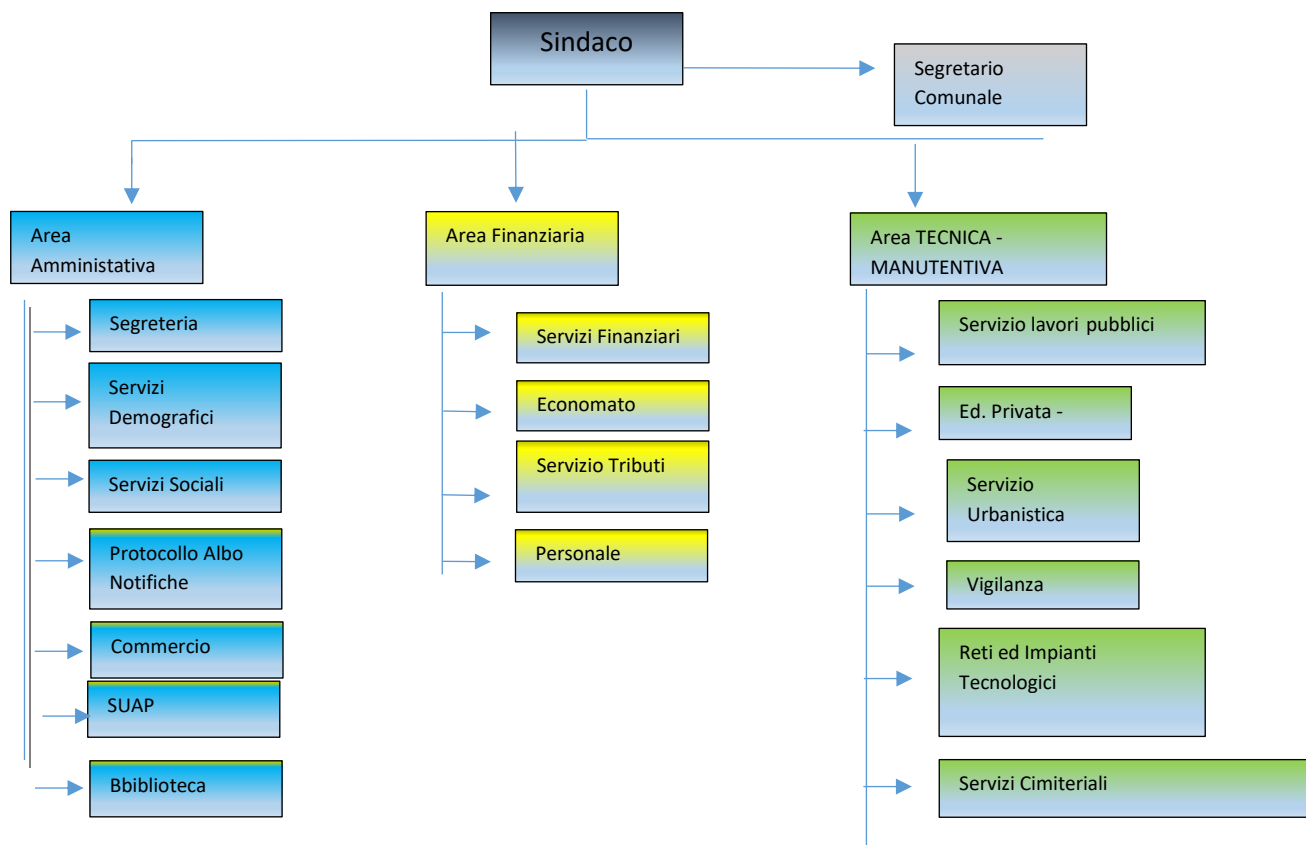 Sindaco
Segretario
Comunale
Area
Amministativa
Segreteria
Servizi
Demografici
Servizi Sociali
Protocollo Albo
Notifiche
Commercio
SUAP
Bbiblioteca
Area Finanziaria
Servizi Finanziari
Economato
Servizio Tributi
Personale
Area TECNICA -
MANUTENTIVA
Servizio lavori pubblici
Ed. Privata -
Servizio
Urbanistica
Vigilanza
Reti ed Impianti
Tecnologici
Servizi Cimiteriali